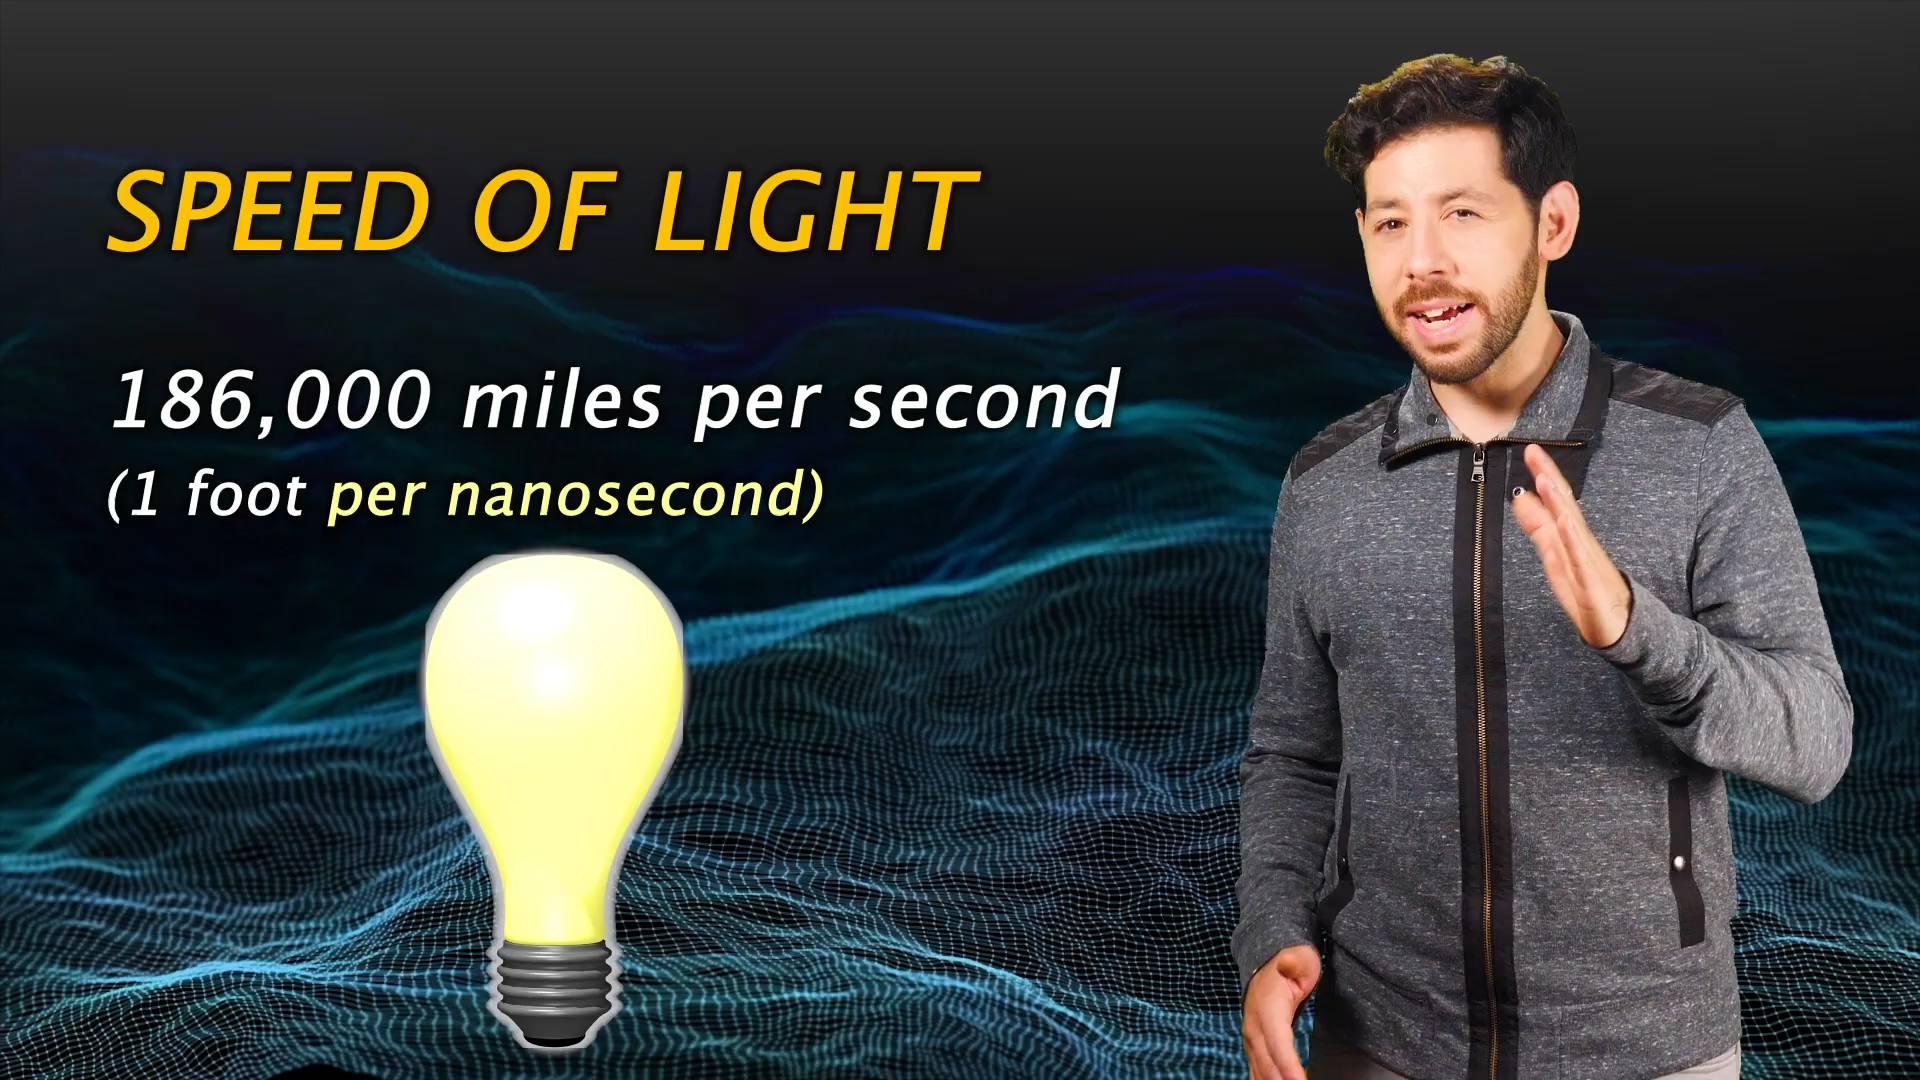 SPEED OF LIGHT
186,000 miles per second
(1 foot per nanosecond)